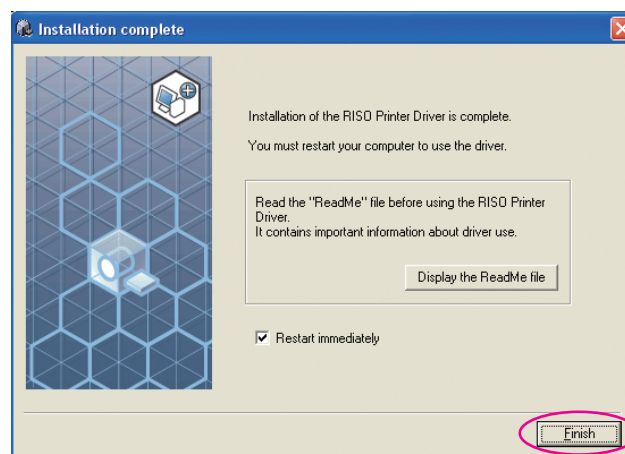 Installation complete
Installation of the RISO Printer Driver is complete.
You must restart your computer to use the driver.
Read the "ReadMe" file before using the RISO Printer
Driver.
It contains important information about driver use.
Display the ReadMe file
Restart immediately
Finish